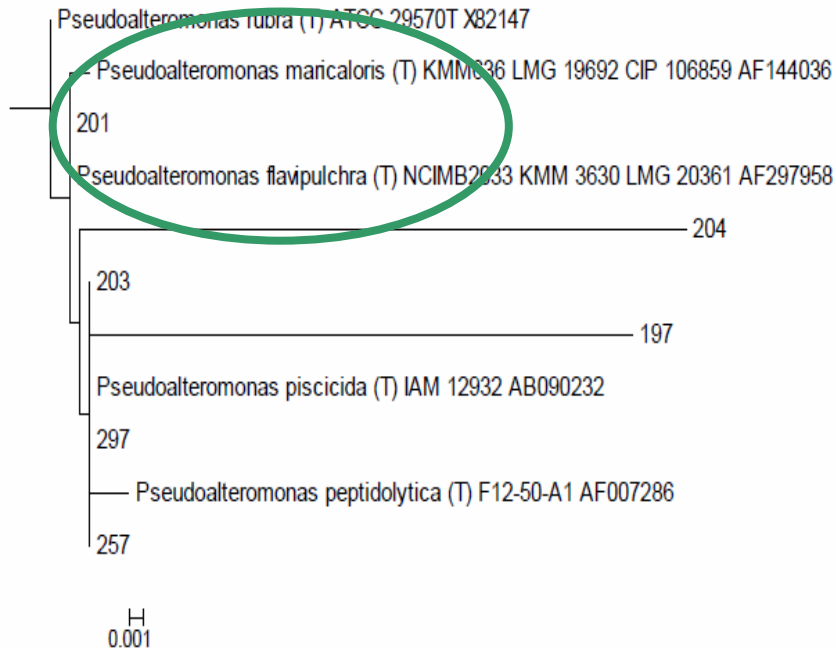 Pseudoalteromonas rubra (T) ATCC 29570T X82147
Pseudoalteromonas maricaloris (T) KMM636 LMG 19692 CIP 106859 AF144036
201
Pseudoalteromonas flavipulchra (T) NCIMB2033 KMM 3630 LMG 20361 AF297958
204
203
197
Pseudoalteromonas piscicida (T) IAM 12932 AB090232
297
Pseudoalteromonas peptidolytica (T) F12-50-A1 AF007286
257
0.001